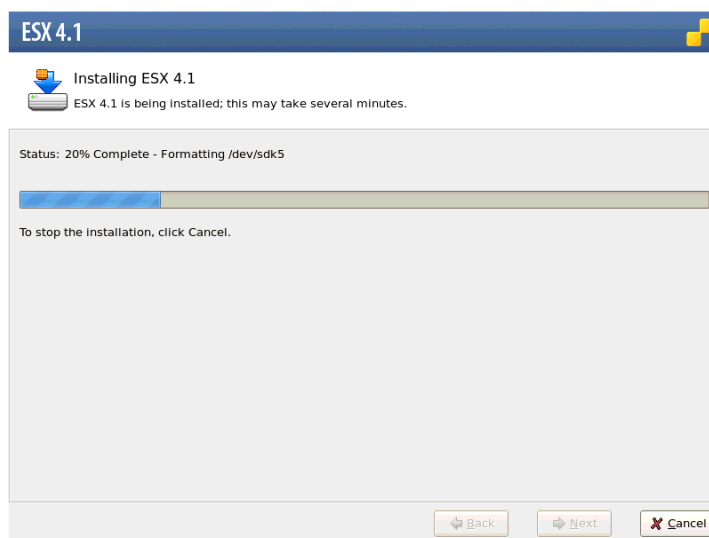 ESX 4.1
Installing ESX 4.1
ESX 4.1 is being installed; this may take several minutes.
Status: 20% Complete - Formatting /dev/sdk5
To stop the installation, click Cancel.
Back
Next
Cancel